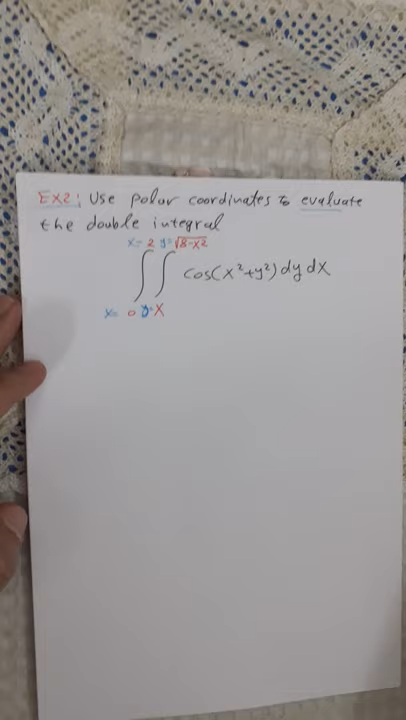 EX2: Use polar coordinates to evaluate
the double integral
x=2 y=√8-x²
∫∫ cos(x²+y²) dy dx
x=0 y=x